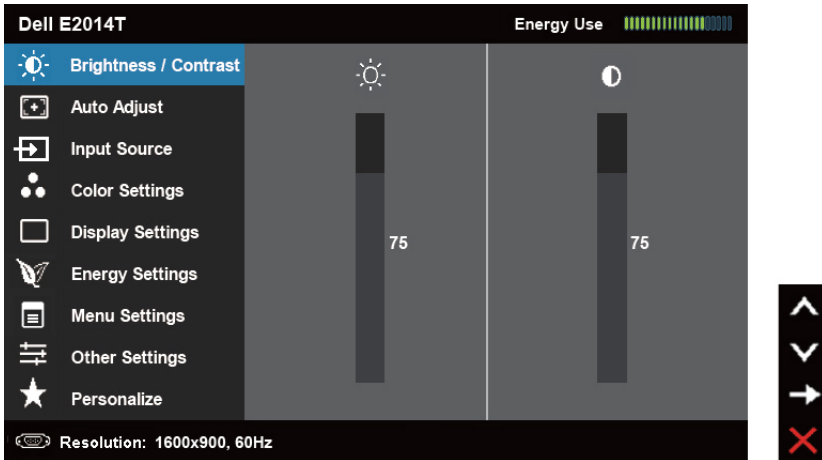 Dell E2014T
Energy Use
Brightness / Contrast
Auto Adjust
Input Source
Color Settings
Display Settings
75
75
Energy Settings
Menu Settings
Other Settings
Personalize
Resolution: 1600x900, 60Hz